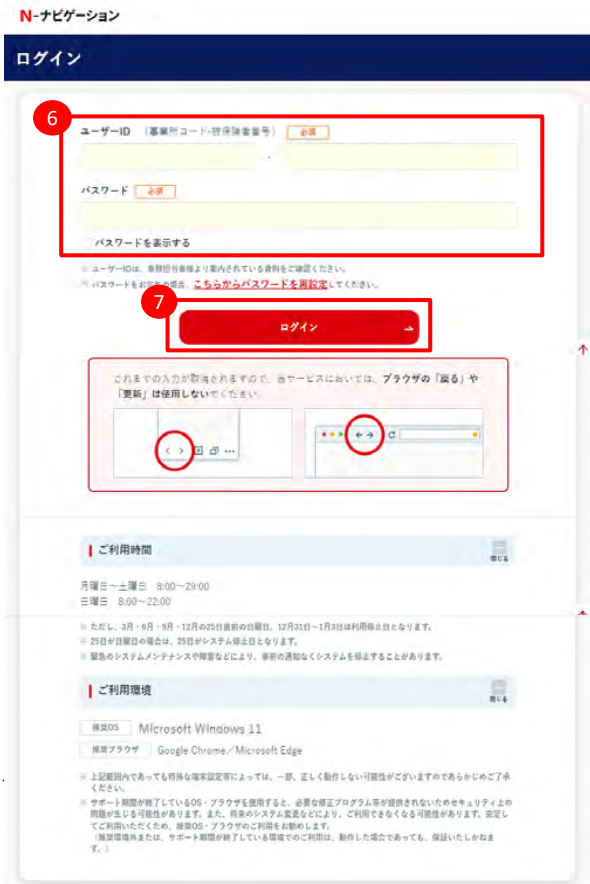 N-ナビゲーション
ログイン
6
ユーザーID （事業所コード-被保険者番号） 必須
-
パスワード 必須
パスワードを表示する
※ ユーザーIDは、事務担当者様より案内されている資料をご確認ください。
※ パスワードをお忘れの場合、こちらからパスワードを再設定してください。
7
ログイン
これまでの入力が取消されますので、当サービスにおいては、ブラウザの「戻る」や
「更新」は使用しないでください。
ご利用時間
閉じる
月曜日～土曜日 8:00～29:00
日曜日 8:00～22:00
※ ただし、3月・6月・9月・12月の25日直前の日曜日、12月31日～1月3日は利用停止日となります。
※ 25日が日曜日の場合は、25日がシステム停止日となります。
※ 緊急のシステムメンテナンスや障害などにより、事前の通知なくシステムを停止することがあります。
ご利用環境
閉じる
推奨OS Microsoft Windows 11
推奨ブラウザ Google Chrome／Microsoft Edge
※ 上記範囲内であっても特殊な端末設定等によっては、一部、正しく動作しない可能性がございますのであらかじめご了承
ください。
※ サポート期間が終了しているOS・ブラウザを使用すると、必要な修正プログラム等が提供されないためセキュリティ上の
問題が生じる可能性があります。また、将来のシステム変更などにより、ご利用できなくなる可能性があります。安定し
てご利用いただくため、推奨OS・ブラウザのご利用をお勧めします。
（推奨環境外または、サポート期間が終了している環境でのご利用は、動作した場合であっても、保証いたしかねま
す。）